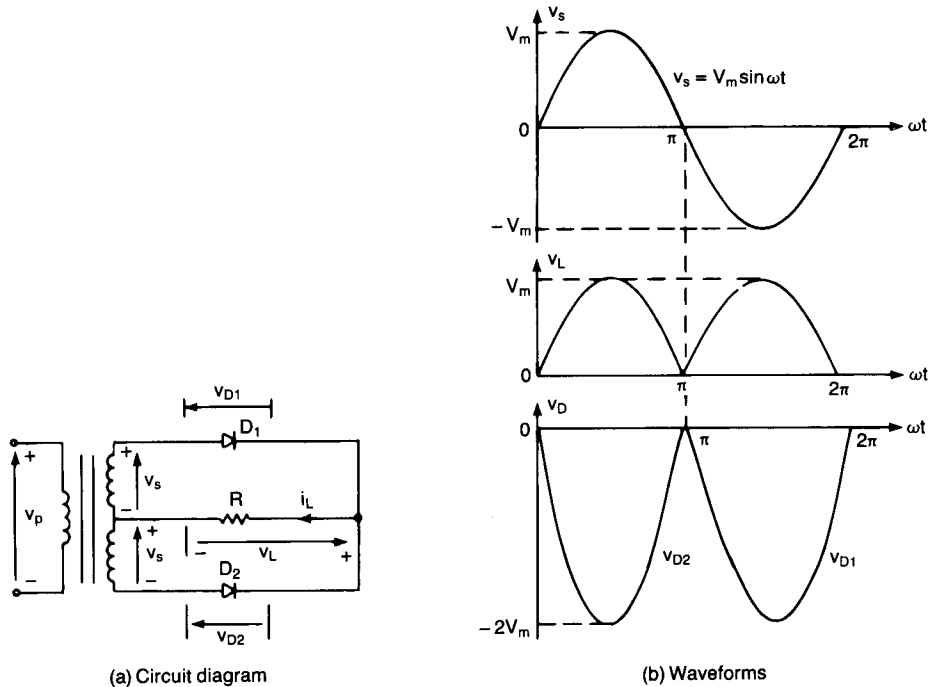 v_D1
D_1
+
v_s
−
+
v_p
−
R
i_L
+
v_s
−
−
v_L
+
D_2
v_D2
(a) Circuit diagram
v_s
V_m
v_s = V_m sin ωt
0
π
2π
ωt
− V_m
v_L
V_m
0
π
2π
ωt
v_D
0
π
2π
ωt
v_D2
v_D1
− 2V_m
(b) Waveforms